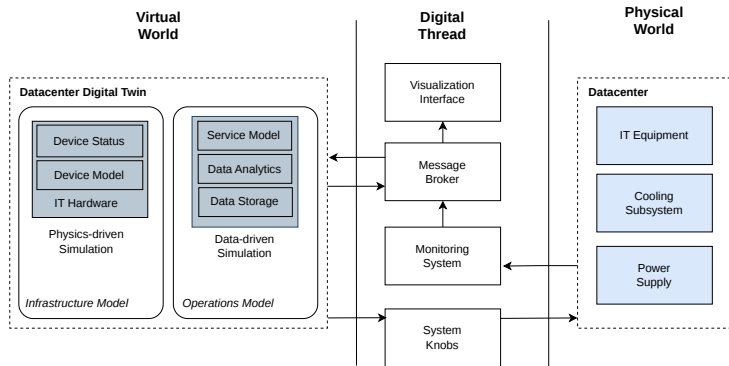 Virtual
World
Digital
Thread
Physical
World
Datacenter Digital Twin
Device Status
Device Model
IT Hardware
Physics-driven
Simulation
Infrastructure Model
Service Model
Data Analytics
Data Storage
Data-driven
Simulation
Operations Model
Visualization
Interface
Message
Broker
Monitoring
System
System
Knobs
Datacenter
IT Equipment
Cooling
Subsystem
Power
Supply